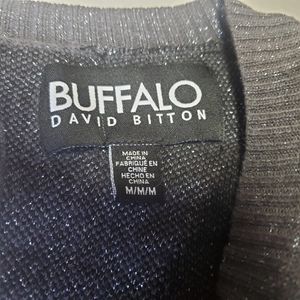 BUFFALO
DAVID BITTON
MADE IN
CHINA
FABRIQUÉ EN
CHINE
HECHO EN
CHINA
M/M/M